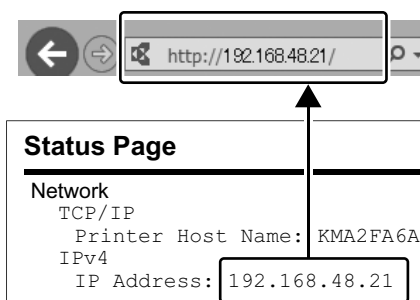 http://192.168.48.21/
Status Page
Network
TCP/IP
Printer Host Name: KMA2FA6A
IPv4
IP Address: 192.168.48.21